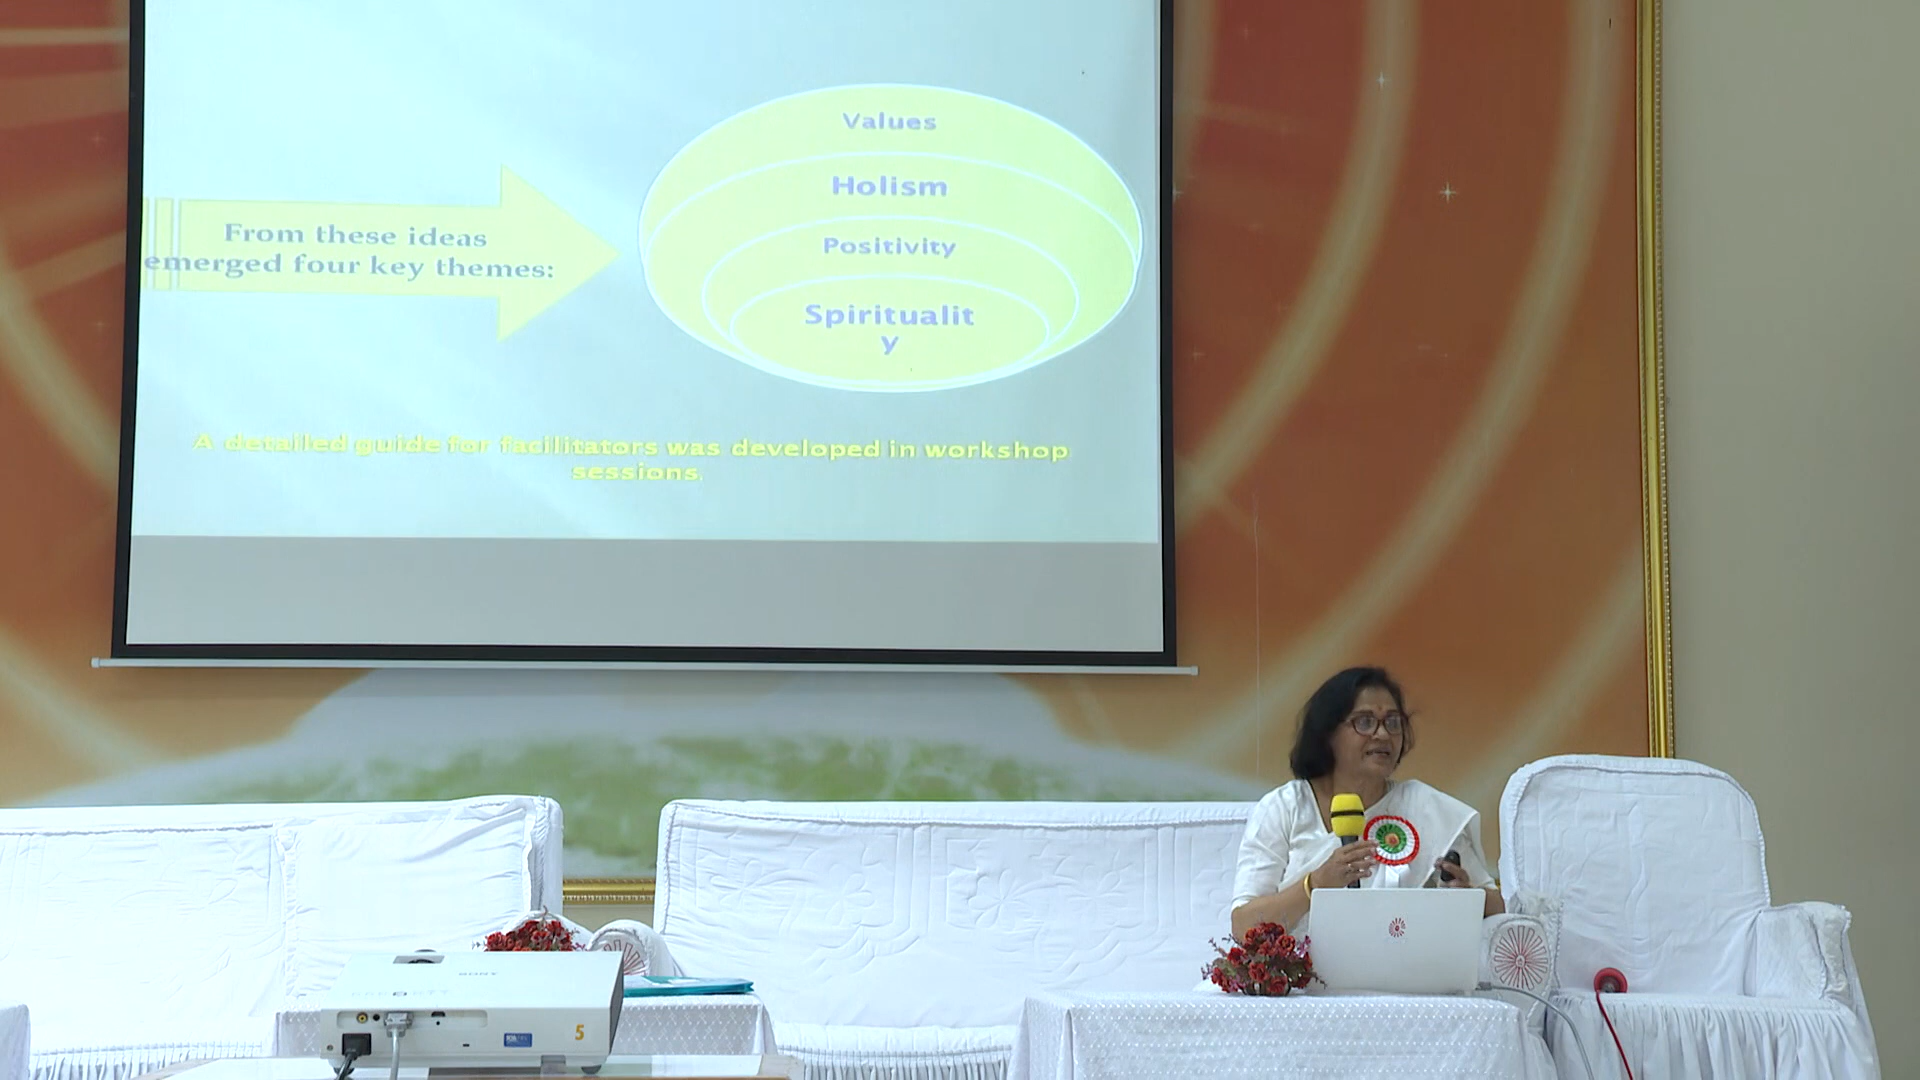 From these ideas
emerged four key themes:
Values
Holism
Positivity
Spiritualit
y
A detailed guide for facilitators was developed in workshop
sessions.
SONY
5